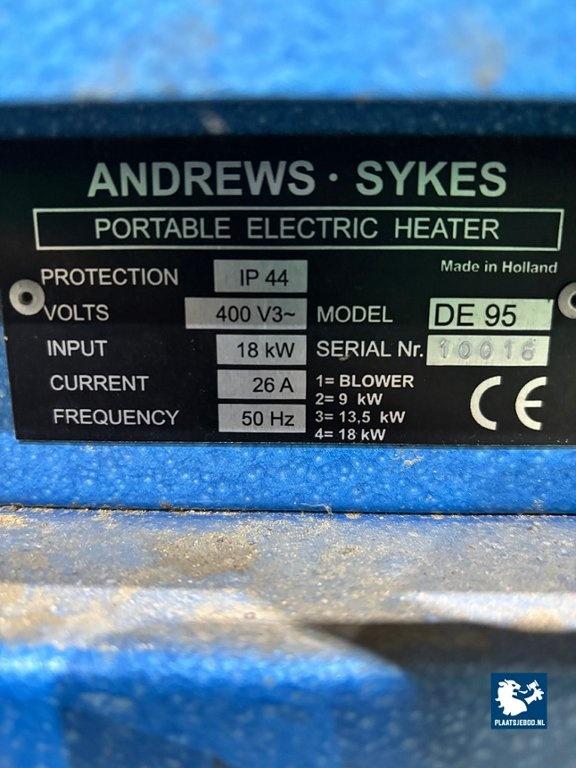 ANDREWS · SYKES
PORTABLE ELECTRIC HEATER
PROTECTION IP 44
Made in Holland
VOLTS 400 V3~ MODEL DE 95
INPUT 18 kW SERIAL Nr. 10016
CURRENT 26 A
FREQUENCY 50 Hz
1= BLOWER
2= 9 kW
3= 13,5 kW
4= 18 kW
CE
PLAATSJEBOD.NL